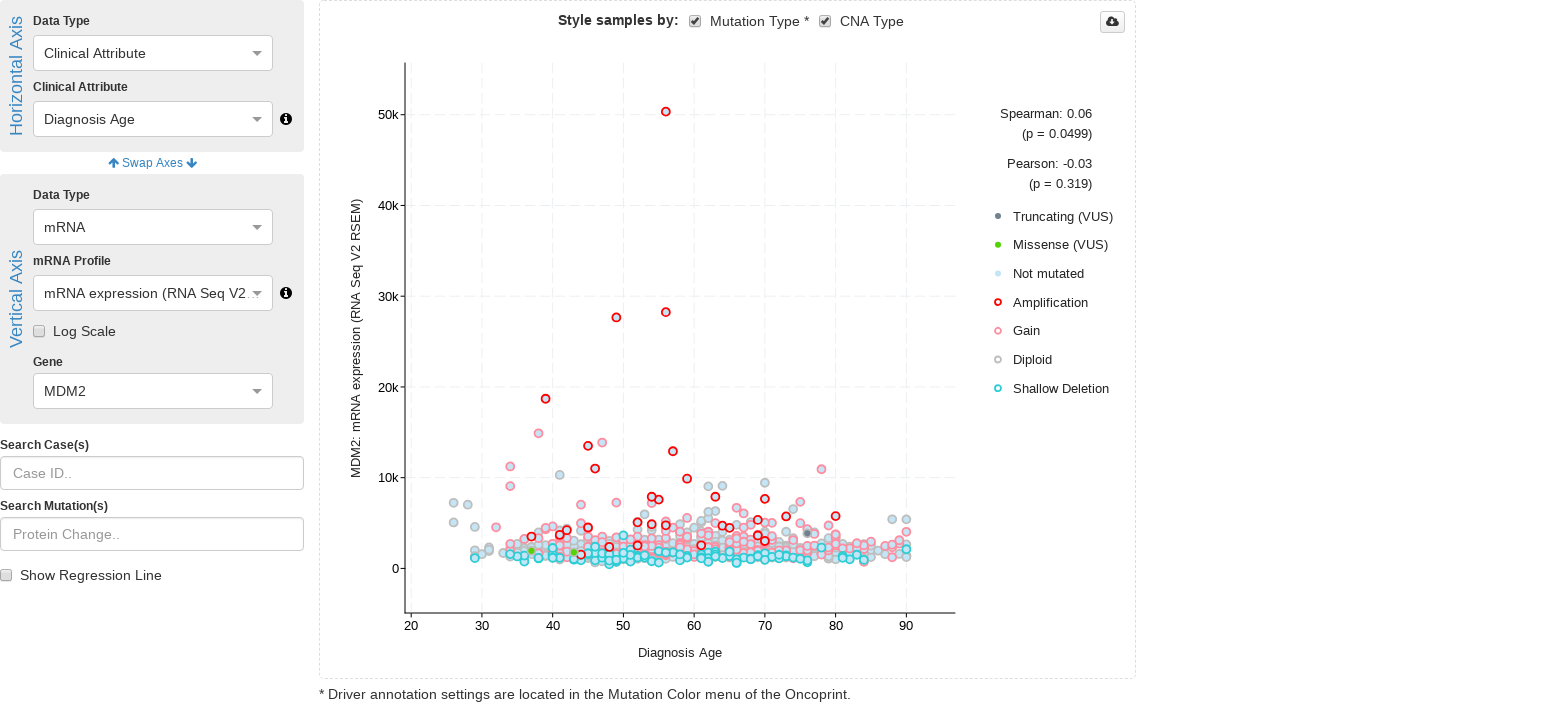 Horizontal Axis
Data Type
Clinical Attribute
Clinical Attribute
Diagnosis Age
Swap Axes
Vertical Axis
Data Type
mRNA
mRNA Profile
mRNA expression (RNA Seq V2...
Log Scale
Gene
MDM2
Search Case(s)
Case ID..
Search Mutation(s)
Protein Change..
Show Regression Line
Style samples by: Mutation Type * CNA Type
MDM2: mRNA expression (RNA Seq V2 RSEM)
50k
40k
30k
20k
10k
0
20 30 40 50 60 70 80 90
Diagnosis Age
Spearman: 0.06
(p = 0.0499)
Pearson: -0.03
(p = 0.319)
Truncating (VUS)
Missense (VUS)
Not mutated
Amplification
Gain
Diploid
Shallow Deletion
* Driver annotation settings are located in the Mutation Color menu of the Oncoprint.